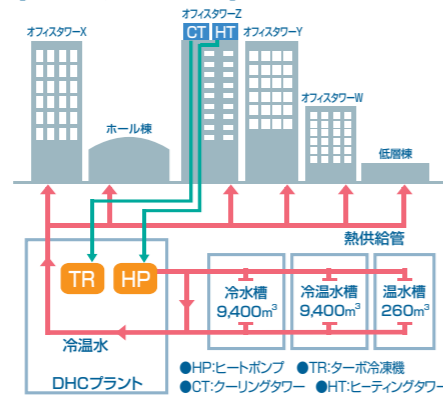 オフィスタワーZ
オフィスタワーX
CT HT
オフィスタワーY
オフィスタワーW
ホール棟
低層棟
熱供給管
TR HP
冷水槽
9,400m³
冷温水槽
9,400m³
温水槽
260m³
冷温水
DHCプラント
●HP:ヒートポンプ ●TR:ターボ冷凍機
●CT:クーリングタワー ●HT:ヒーティングタワー